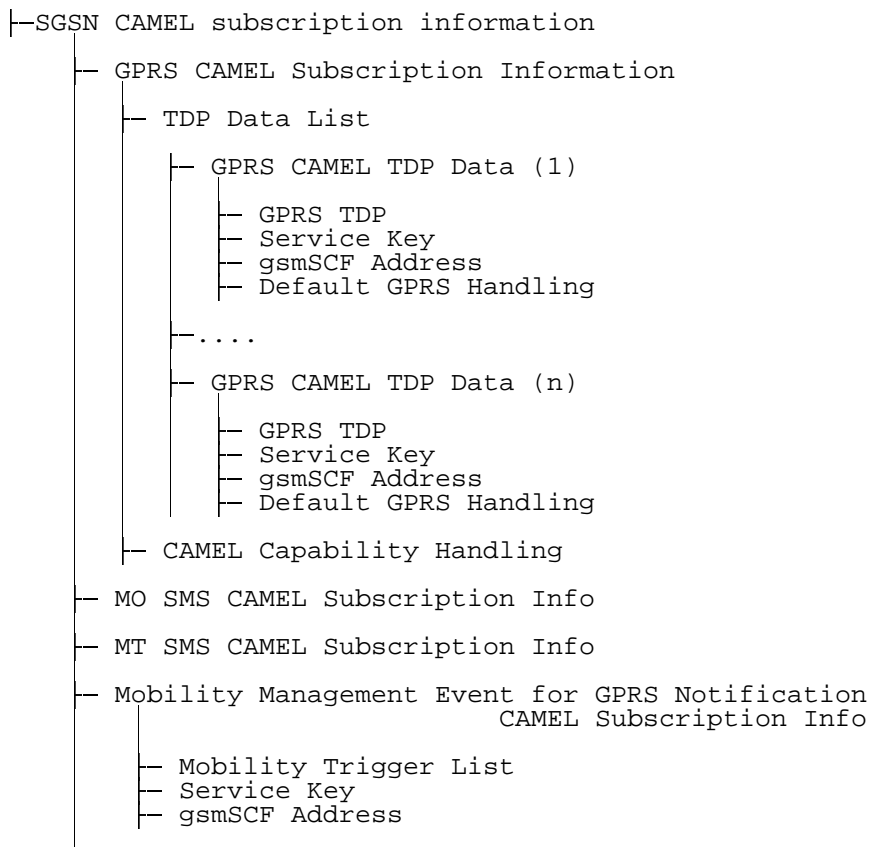 SGSN CAMEL subscription information
GPRS CAMEL Subscription Information
TDP Data List
GPRS CAMEL TDP Data (1)
GPRS TDP
Service Key
gsmSCF Address
Default GPRS Handling
....
GPRS CAMEL TDP Data (n)
GPRS TDP
Service Key
gsmSCF Address
Default GPRS Handling
CAMEL Capability Handling
MO SMS CAMEL Subscription Info
MT SMS CAMEL Subscription Info
Mobility Management Event for GPRS Notification
CAMEL Subscription Info
Mobility Trigger List
Service Key
gsmSCF Address